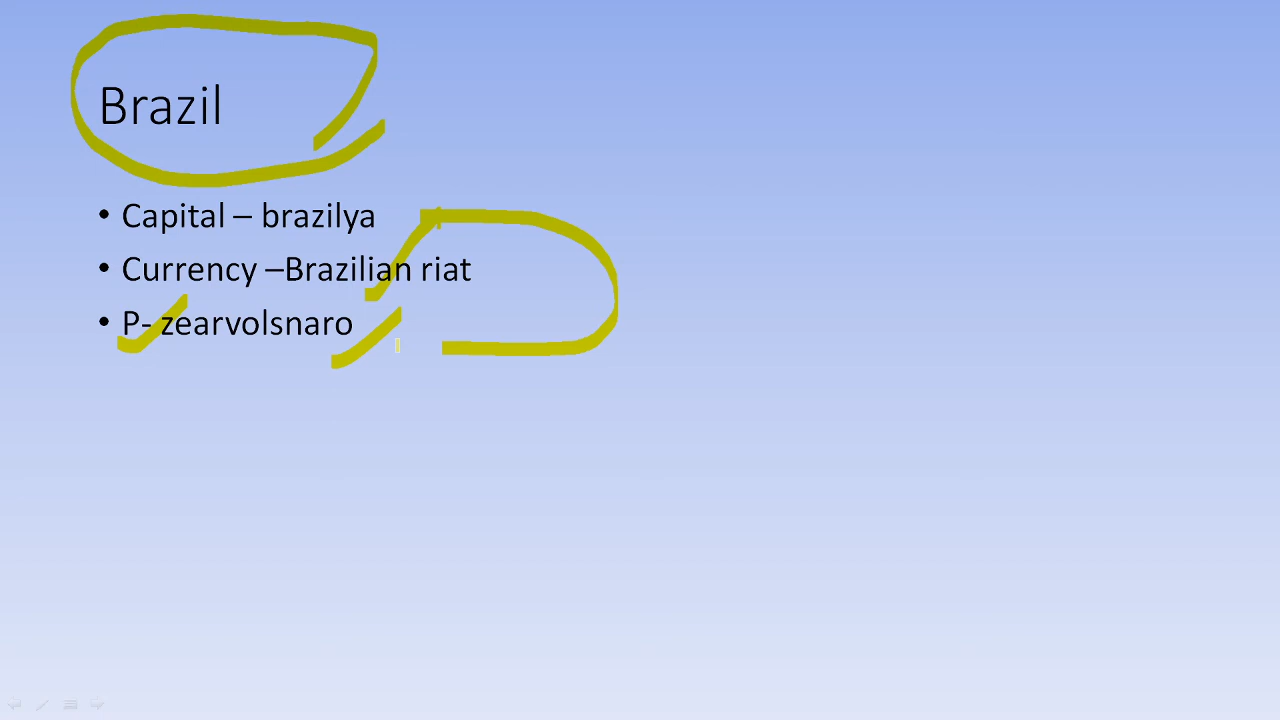 Brazil
• Capital – brazilya
• Currency –Brazilian riat
• P- zearvolsnaro